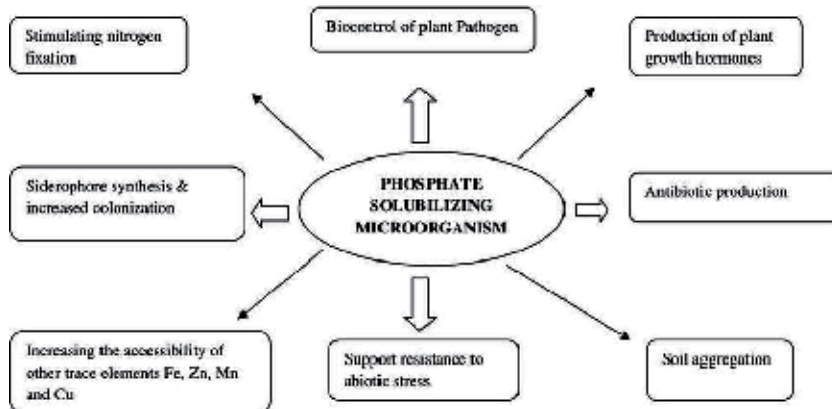 Stimulating nitrogen
fixation
Biocontrol of plant Pathogen
Production of plant
growth hormones
Siderophore synthesis &
increased colonization
PHOSPHATE
SOLUBILIZING
MICROORGANISM
Antibiotic production
Increasing the accessibility of
other trace elements Fe, Zn, Mn
and Cu
Support resistance to
abiotic stress
Soil aggregation